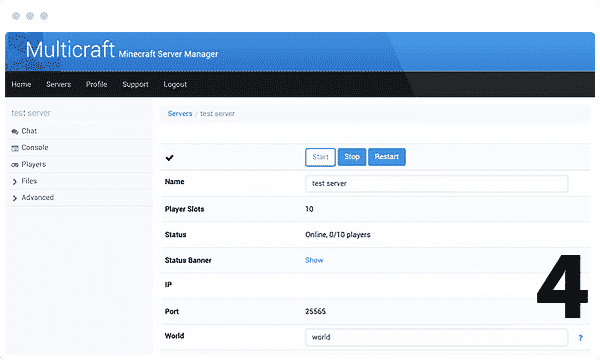 Multicraft Minecraft Server Manager
Home Servers Profile Support Logout
test server
Servers / test server
Chat
Console
Players
Files
Advanced
Start Stop Restart
Name test server
Player Slots 10
Status Online, 0/10 players
Status Banner Show
IP
Port 25565
World world ?
4